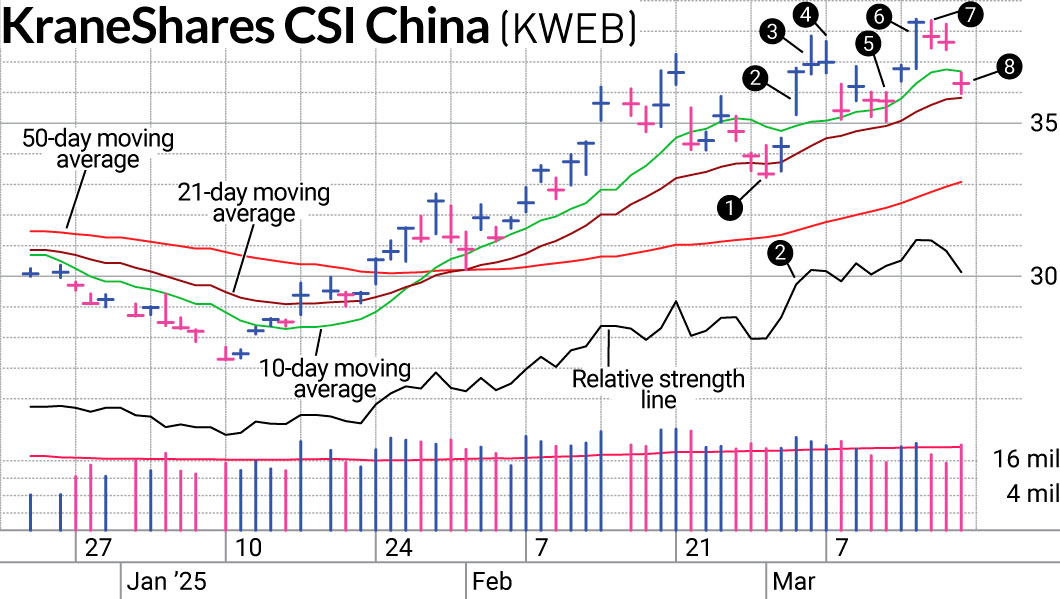 KraneShares CSI China (KWEB)
50-day moving
average
21-day moving
average
10-day moving
average
Relative strength
line
1
2
3
4
5
6
7
8
2
35
30
16 mil
4 mil
27
10
24
7
21
7
Jan ’25
Feb
Mar